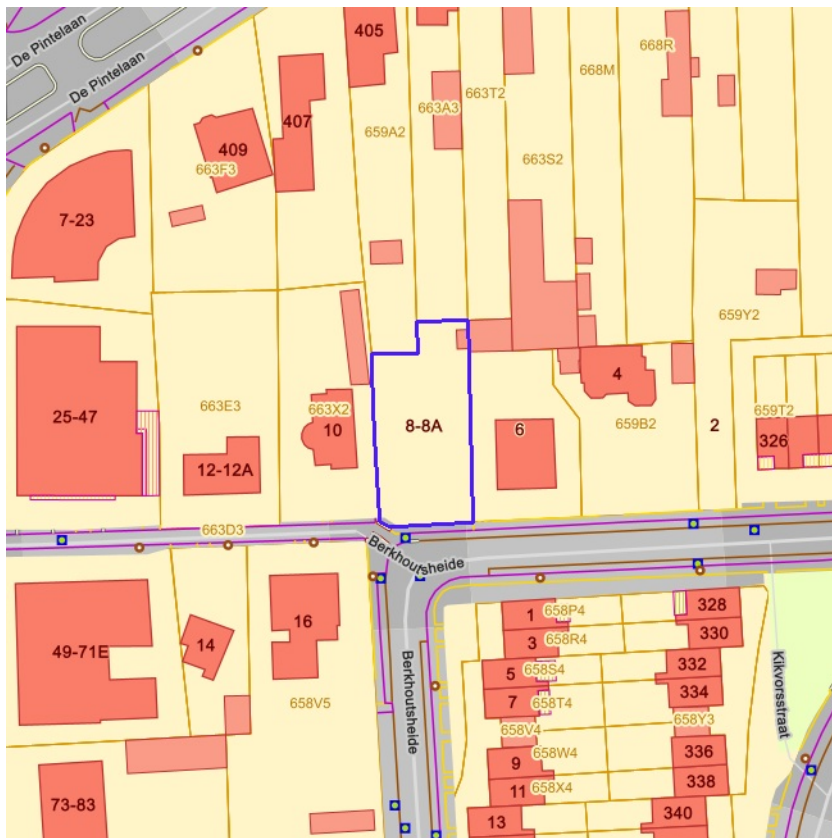 De Pintelaan
De Pintelaan
405
407
409
663F3
659A2
663A3
663T2
668M
668R
663S2
7-23
659Y2
25-47
663E3
663X2
10
12-12A
8-8A
6
4
659B2
2
659T2
326
663D3
Berkhoutsheide
Berkhoutsheide
49-71E
14
16
658V5
73-83
1
658P4
3
658R4
5
658S4
7
658T4
658V4
9
658W4
11
658X4
13
328
330
332
334
658Y3
336
338
340
Kikvorsstraat